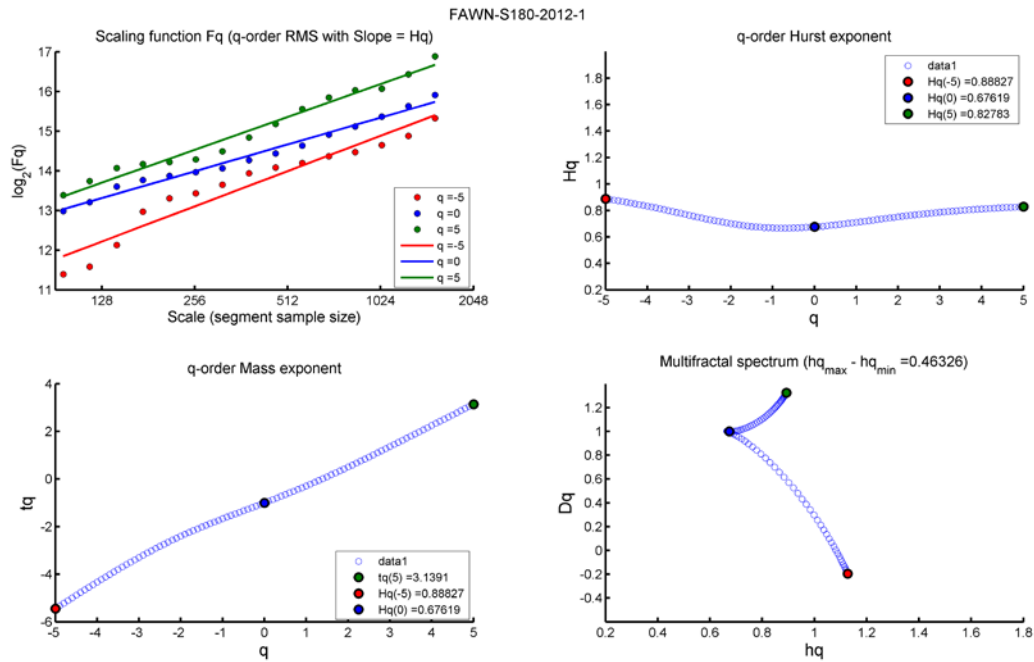 FAWN-S180-2012-1
Scaling function Fq (q-order RMS with Slope = Hq)
17
16
15
14
13
12
11
log2(Fq)
128
256
512
1024
2048
Scale (segment sample size)
q =-5
q =0
q =5
q =-5
q =0
q =5
q-order Hurst exponent
1.8
1.6
1.4
1.2
1
0.8
0.6
0.4
0.2
Hq
-5
-4
-3
-2
-1
0
1
2
3
4
5
q
data1
Hq(-5) =0.88827
Hq(0) =0.67619
Hq(5) =0.82783
q-order Mass exponent
4
2
0
-2
-4
-6
tq
-5
-4
-3
-2
-1
0
1
2
3
4
5
q
data1
tq(5) =3.1391
Hq(-5) =0.88827
Hq(0) =0.67619
Multifractal spectrum (hqmax - hqmin =0.46326)
1.2
1
0.8
0.6
0.4
0.2
0
-0.2
-0.4
Dq
0.2
0.4
0.6
0.8
1
1.2
1.4
1.6
1.8
hq